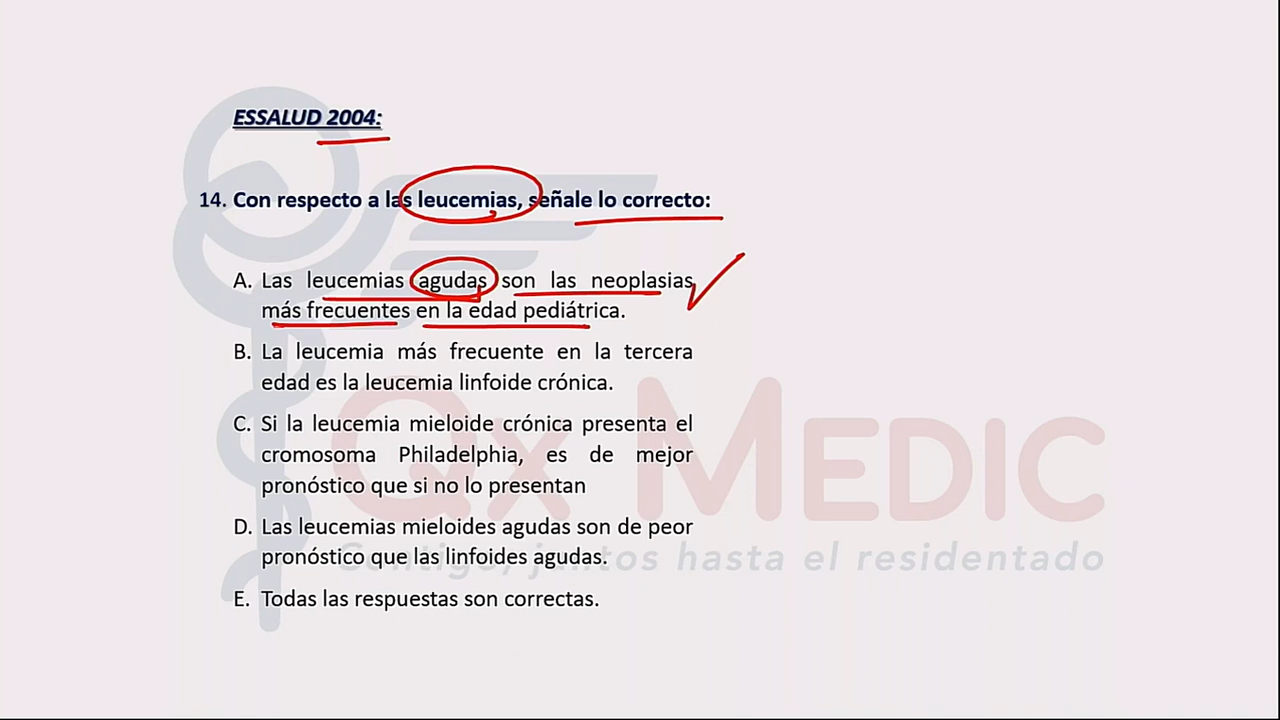 ESSALUD 2004:
14. Con respecto a las leucemias, señale lo correcto:
A. Las leucemias agudas son las neoplasias
más frecuentes en la edad pediátrica.
B. La leucemia más frecuente en la tercera
edad es la leucemia linfoide crónica.
C. Si la leucemia mieloide crónica presenta el
cromosoma Philadelphia, es de mejor
pronóstico que si no lo presentan
D. Las leucemias mieloides agudas son de peor
pronóstico que las linfoides agudas.
E. Todas las respuestas son correctas.
Qx MEDIC
Contigo, juntos hasta el residentado